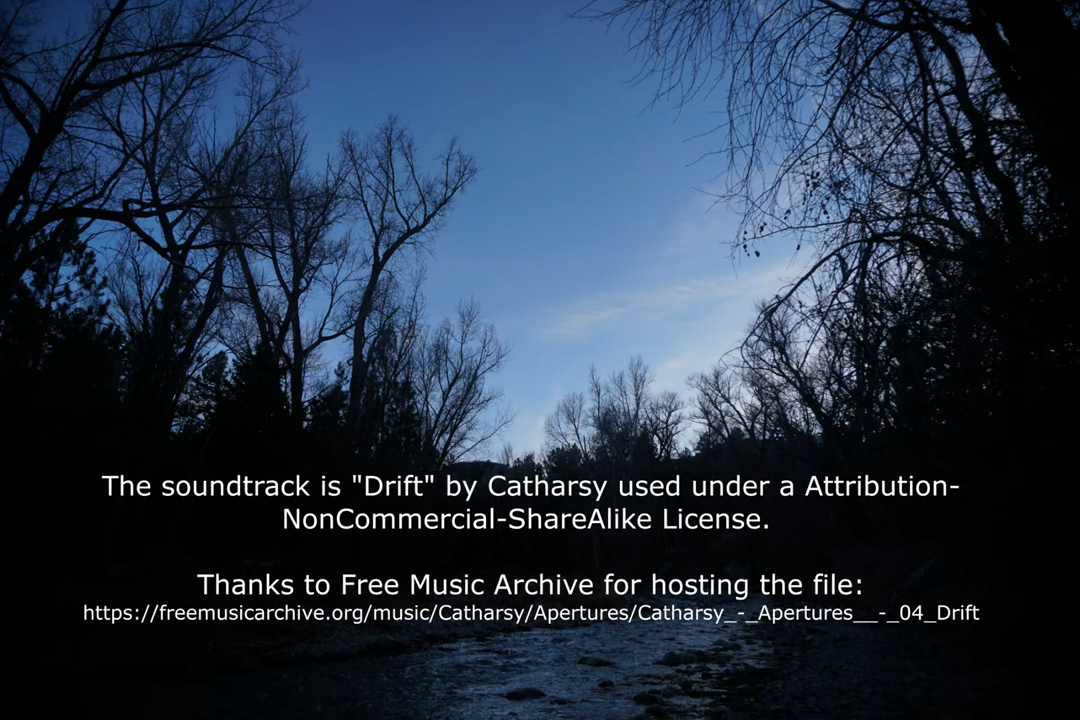 The soundtrack is "Drift" by Catharsy used under a Attribution-
NonCommercial-ShareAlike License.
Thanks to Free Music Archive for hosting the file:
https://freemusicarchive.org/music/Catharsy/Apertures/Catharsy_-_Apertures__-_04_Drift